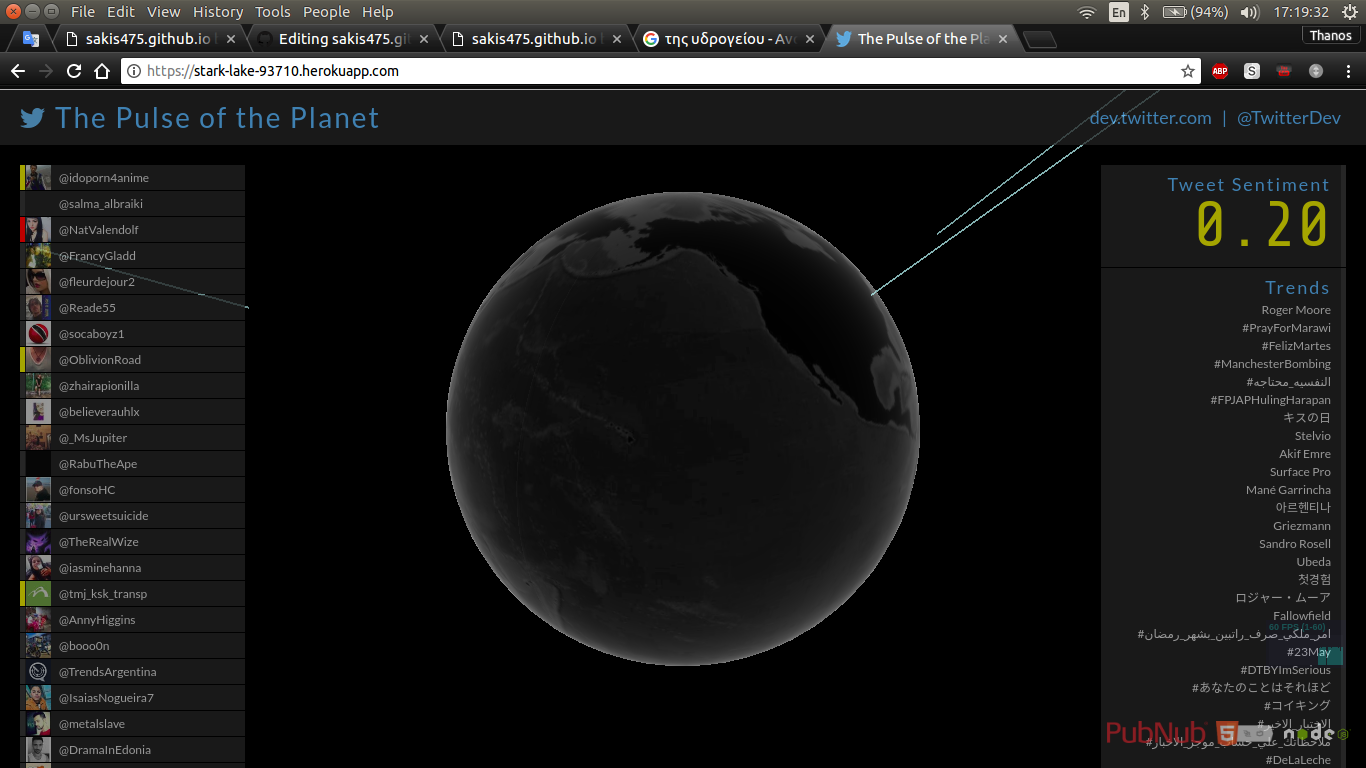 File Edit View History Tools People Help
En (94%) 17:19:32
sakis475.github.io
Editing sakis475.git
sakis475.github.io
της υδρογείου - Ανα
The Pulse of the Pla
Thanos
https://stark-lake-93710.herokuapp.com
ABP S
The Pulse of the Planet
dev.twitter.com | @TwitterDev
@idoporn4anime
@salma_albraiki
@NatValendolf
@FrancyGladd
@fleurdejour2
@Reade55
@socaboyz1
@OblivionRoad
@zhairapionilla
@believerauhlx
@_MsJupiter
@RabuTheApe
@fonsoHC
@ursweetsuicide
@TheRealWize
@iasminehanna
@tmj_ksk_transp
@AnnyHiggins
@booo0n
@TrendsArgentina
@IsaiasNogueira7
@metalslave
@DramaInEdonia
Tweet Sentiment
0.20
Trends
Roger Moore
#PrayForMarawi
#FelizMartes
#ManchesterBombing
#النفسيه_محتاجه
#FPJAPHulingHarapan
キスの日
Stelvio
Akif Emre
Surface Pro
Mané Garrincha
아르헨티나
Griezmann
Sandro Rosell
Ubeda
첫경험
ロジャー・ムーア
Fallowfield
60 FPS (1-60)
#امر_ملكي_صرف_راتبين_بشهر_رمضان
#23May
#DTBYImSerious
#あなたのことはそれほど
#コイキング
#الاختبار_الاخير
#ملاحظاتك_علي_حساب_موجز_الاخبار
#DeLaLeche
PubNub
node